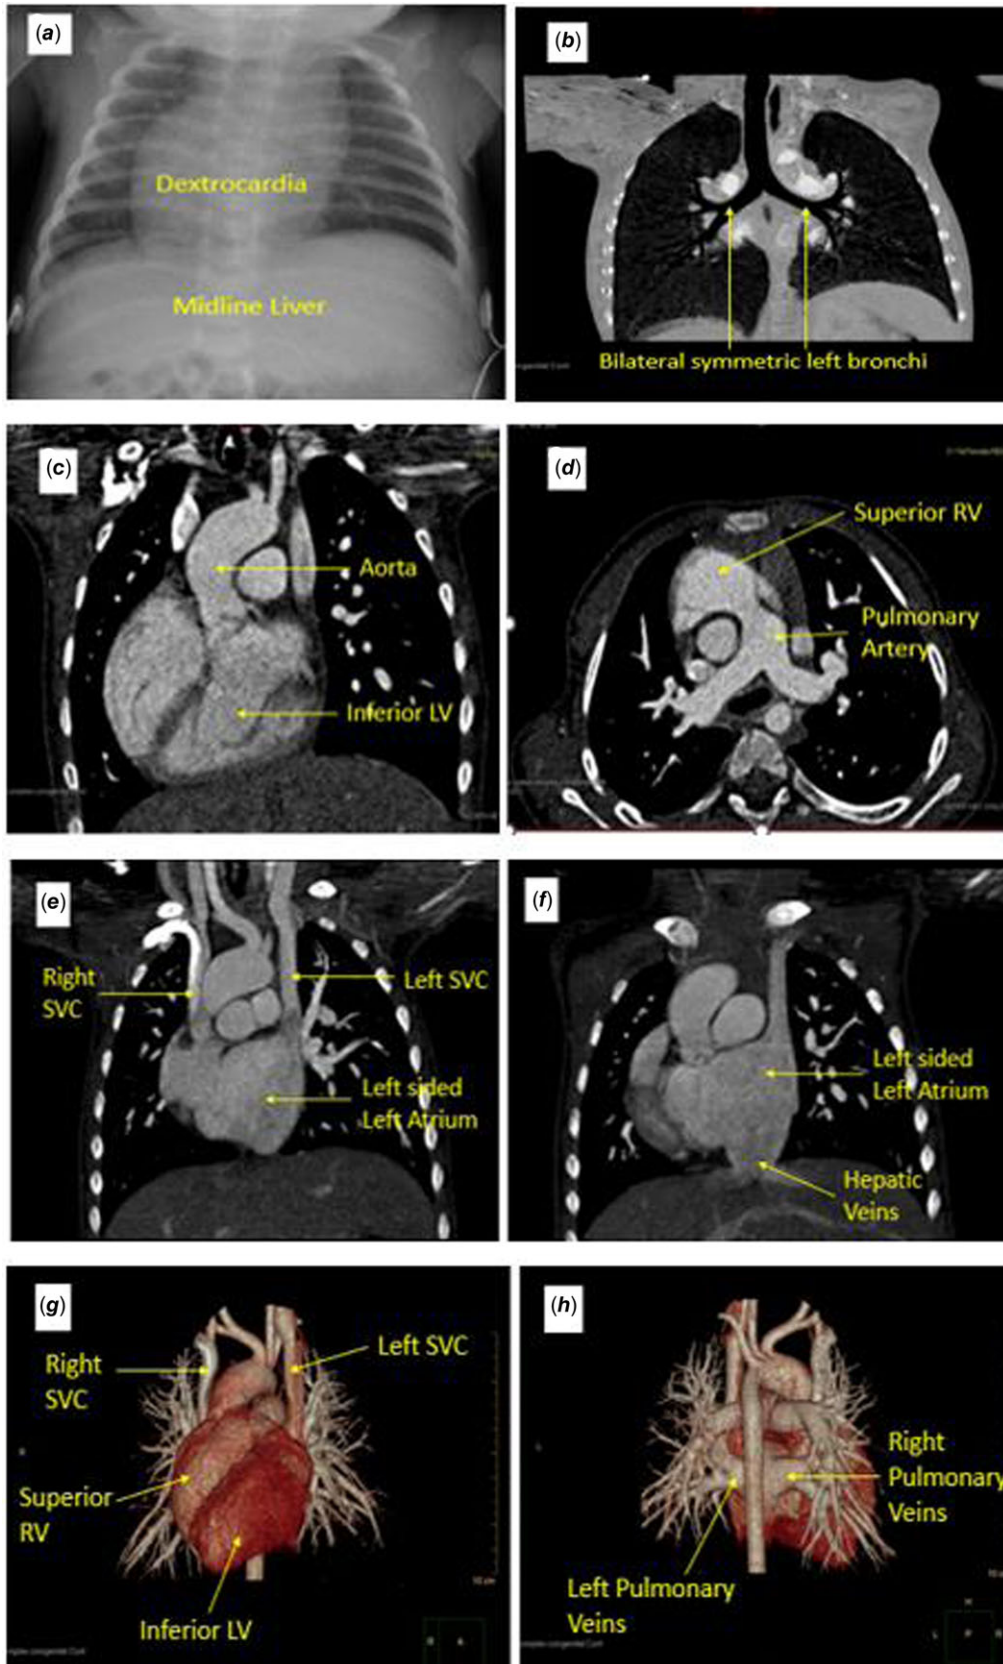 (a)
Dextrocardia
Midline Liver
(b)
Bilateral symmetric left bronchi
(c)
A
Aorta
Inferior LV
(d)
Superior RV
Pulmonary
Artery
(e)
Right
SVC
Left SVC
Left sided
Left Atrium
(f)
Left sided
Left Atrium
Hepatic
Veins
(g)
Right
SVC
Left SVC
Superior
RV
Inferior LV
(h)
Right
Pulmonary
Veins
Left Pulmonary
Veins